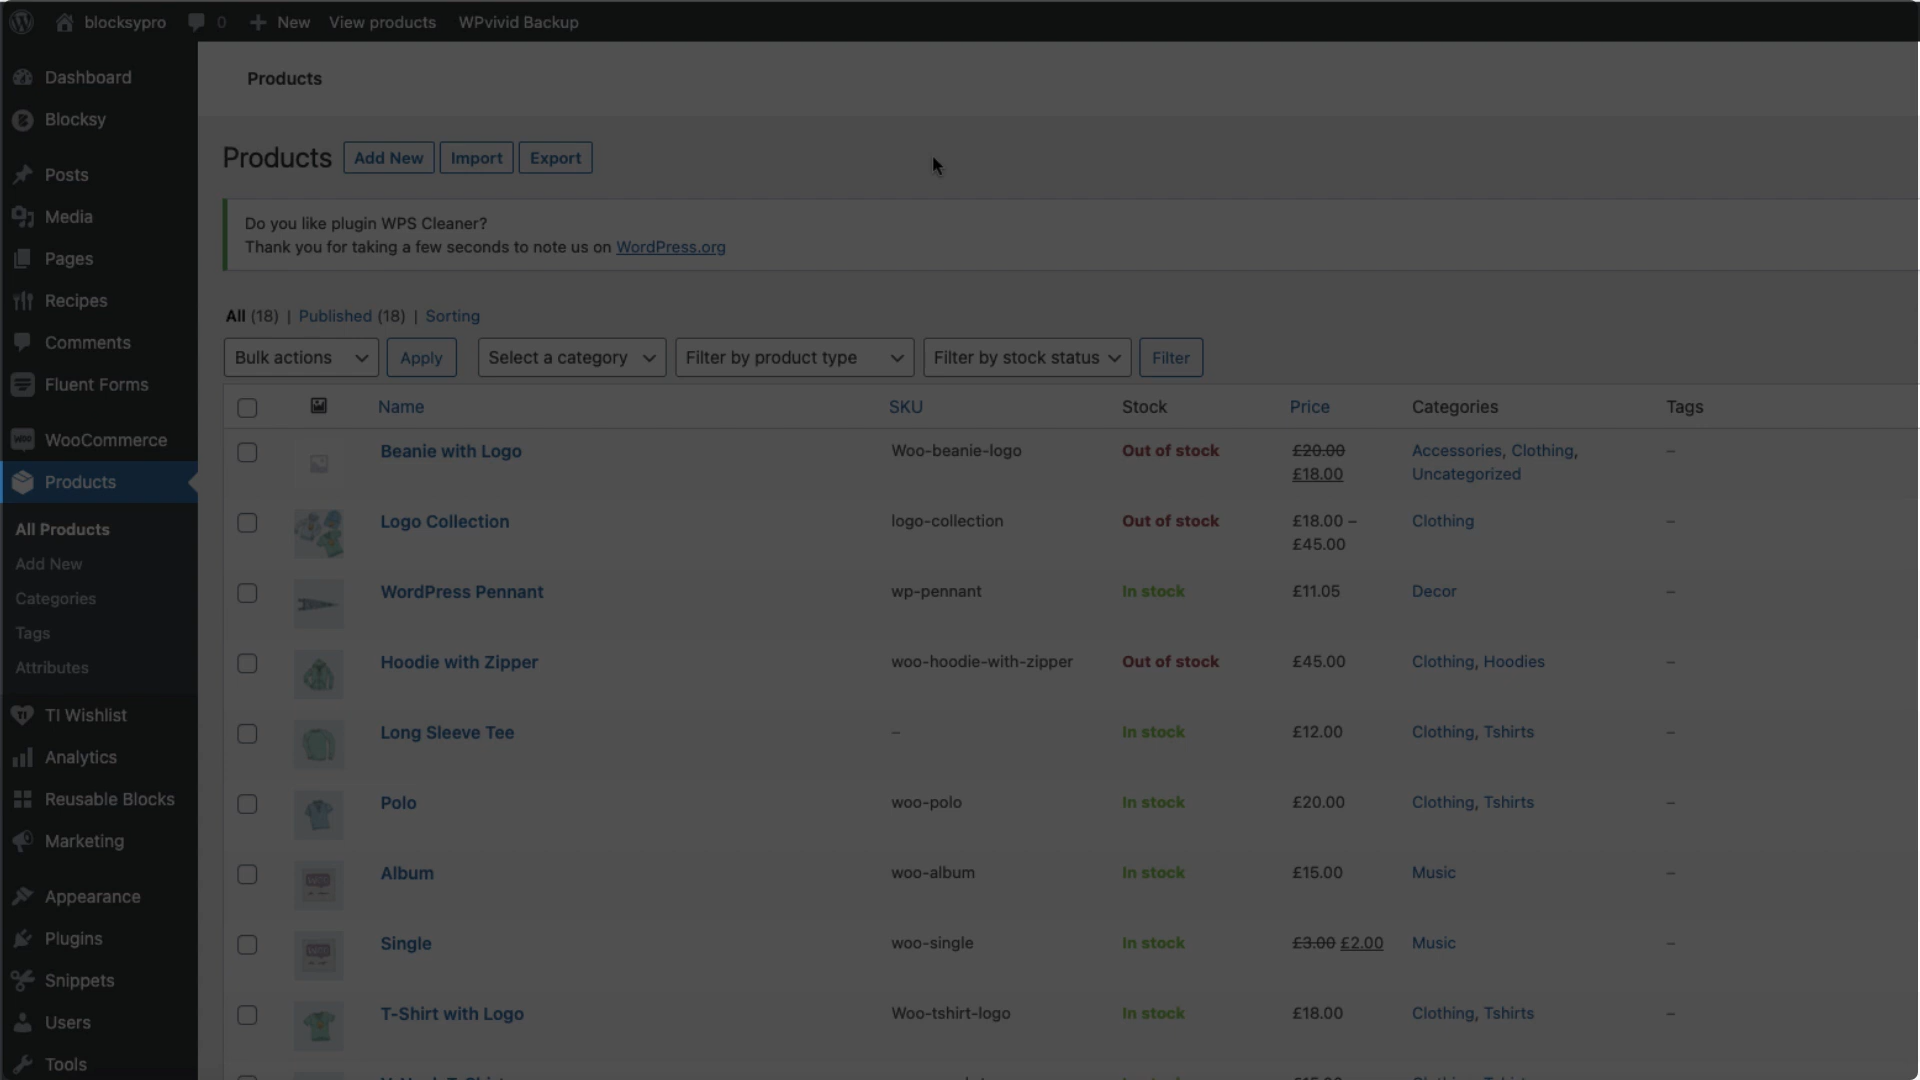 blocksypro 0 New View products WPvivid Backup
Dashboard
Blocksy
Posts
Media
Pages
Recipes
Comments
Fluent Forms
WooCommerce
Products
All Products
Add New
Categories
Tags
Attributes
TI Wishlist
Analytics
Reusable Blocks
Marketing
Appearance
Plugins
Snippets
Users
Tools
Products
Products Add New Import Export
Do you like plugin WPS Cleaner?
Thank you for taking a few seconds to note us on WordPress.org
All (18) | Published (18) | Sorting
Bulk actions Apply Select a category Filter by product type Filter by stock status Filter
Name SKU Stock Price Categories Tags
Beanie with Logo Woo-beanie-logo Out of stock £20.00 Accessories, Clothing, –
£18.00 Uncategorized
Logo Collection logo-collection Out of stock £18.00 – Clothing –
£45.00
WordPress Pennant wp-pennant In stock £11.05 Decor –
Hoodie with Zipper woo-hoodie-with-zipper Out of stock £45.00 Clothing, Hoodies –
Long Sleeve Tee – In stock £12.00 Clothing, Tshirts –
Polo woo-polo In stock £20.00 Clothing, Tshirts –
Album woo-album In stock £15.00 Music –
Single woo-single In stock £3.00 £2.00 Music –
T-Shirt with Logo Woo-tshirt-logo In stock £18.00 Clothing, Tshirts –